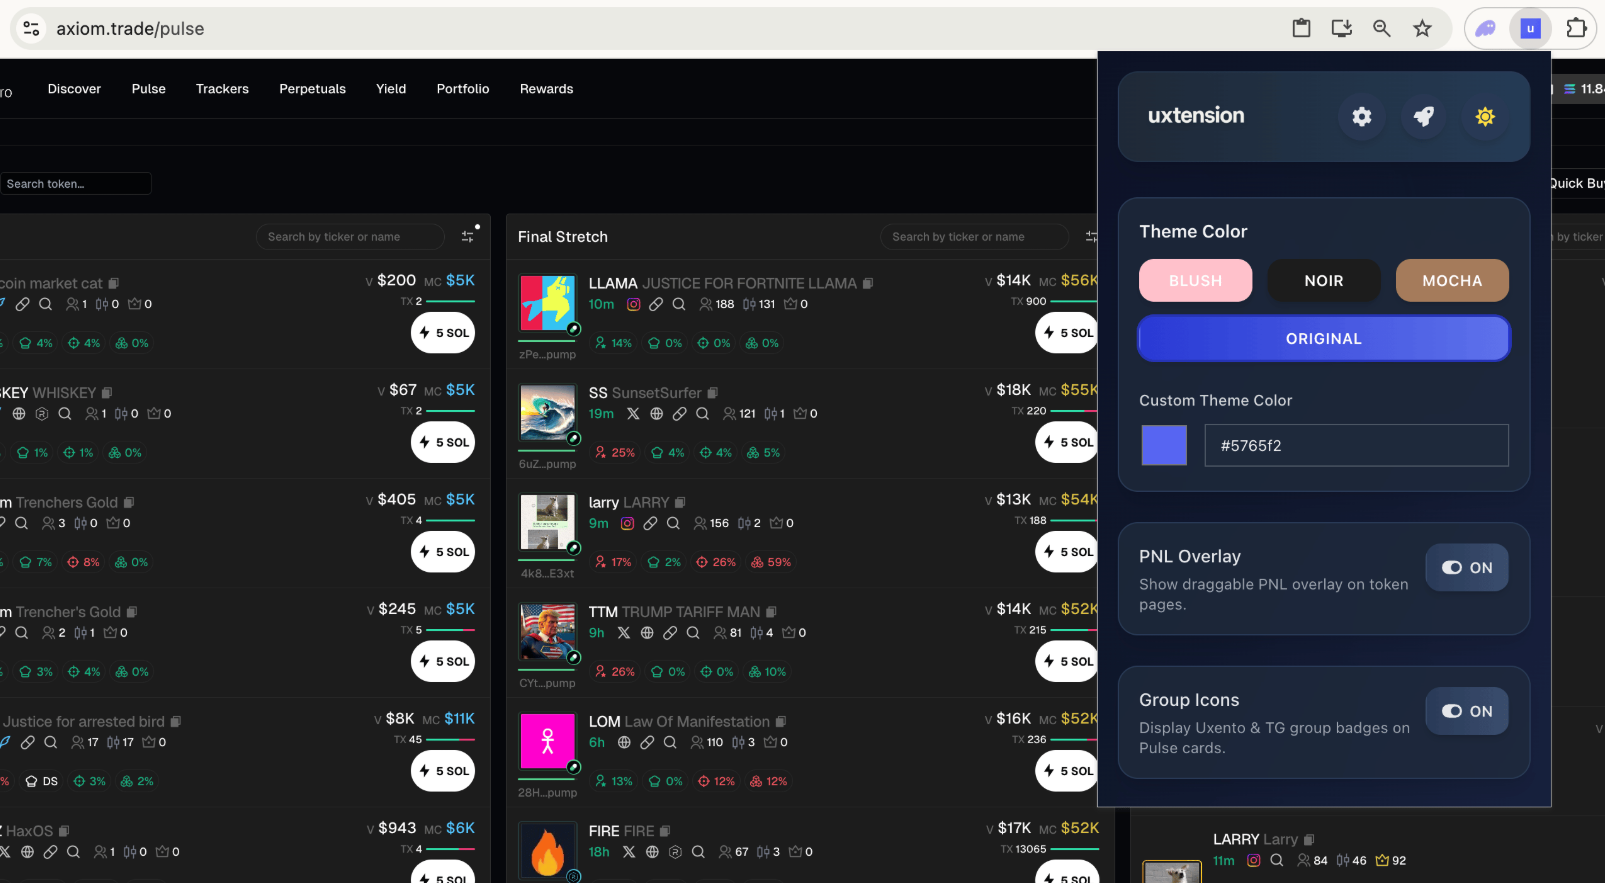 axiom.trade/pulse
u
ro
Discover
Pulse
Trackers
Perpetuals
Yield
Portfolio
Rewards
11.84
Search token...
Quick Buy
Search by ticker or name
coin market cat
V $200 MC $5K
1 0 0
TX 2
5 SOL
4% 4% 0%
KEY WHISKEY
V $67 MC $5K
1 0 0
TX 2
5 SOL
1% 1% 0%
m Trenchers Gold
V $405 MC $5K
3 0 0
TX 4
5 SOL
7% 8% 0%
m Trencher's Gold
V $245 MC $5K
2 1 0
TX 5
5 SOL
3% 4% 0%
Justice for arrested bird
V $8K MC $11K
17 17 0
TX 45
5 SOL
% DS 3% 2%
HaxOS
V $943 MC $6K
1 0 0
TX 4
5 SOL
Final Stretch
Search by ticker or name
LLAMA JUSTICE FOR FORTNITE LLAMA
V $14K MC $56K
10m 188 131 0
TX 900
5 SOL
14% 0% 0% 0%
zPe...pump
SS SunsetSurfer
V $18K MC $55K
19m 121 1 0
TX 220
5 SOL
25% 4% 4% 5%
6uZ...pump
larry LARRY
V $13K MC $54K
9m 156 2 0
TX 188
5 SOL
17% 2% 26% 59%
4k8...E3xt
TTM TRUMP TARIFF MAN
V $14K MC $52K
9h 81 4 0
TX 215
5 SOL
26% 0% 0% 10%
CYt...pump
LOM Law Of Manifestation
V $16K MC $52K
6h 110 3 0
TX 236
5 SOL
13% 0% 12% 12%
28H...pump
FIRE FIRE
V $17K MC $52K
18h 67 3 0
TX 13065
5 SOL
by ticker
V
LARRY Larry
11m 84 46 92
uxtension
Theme Color
BLUSH
NOIR
MOCHA
ORIGINAL
Custom Theme Color
#5765f2
PNL Overlay
Show draggable PNL overlay on token
pages.
ON
Group Icons
Display Uxento & TG group badges on
Pulse cards.
ON